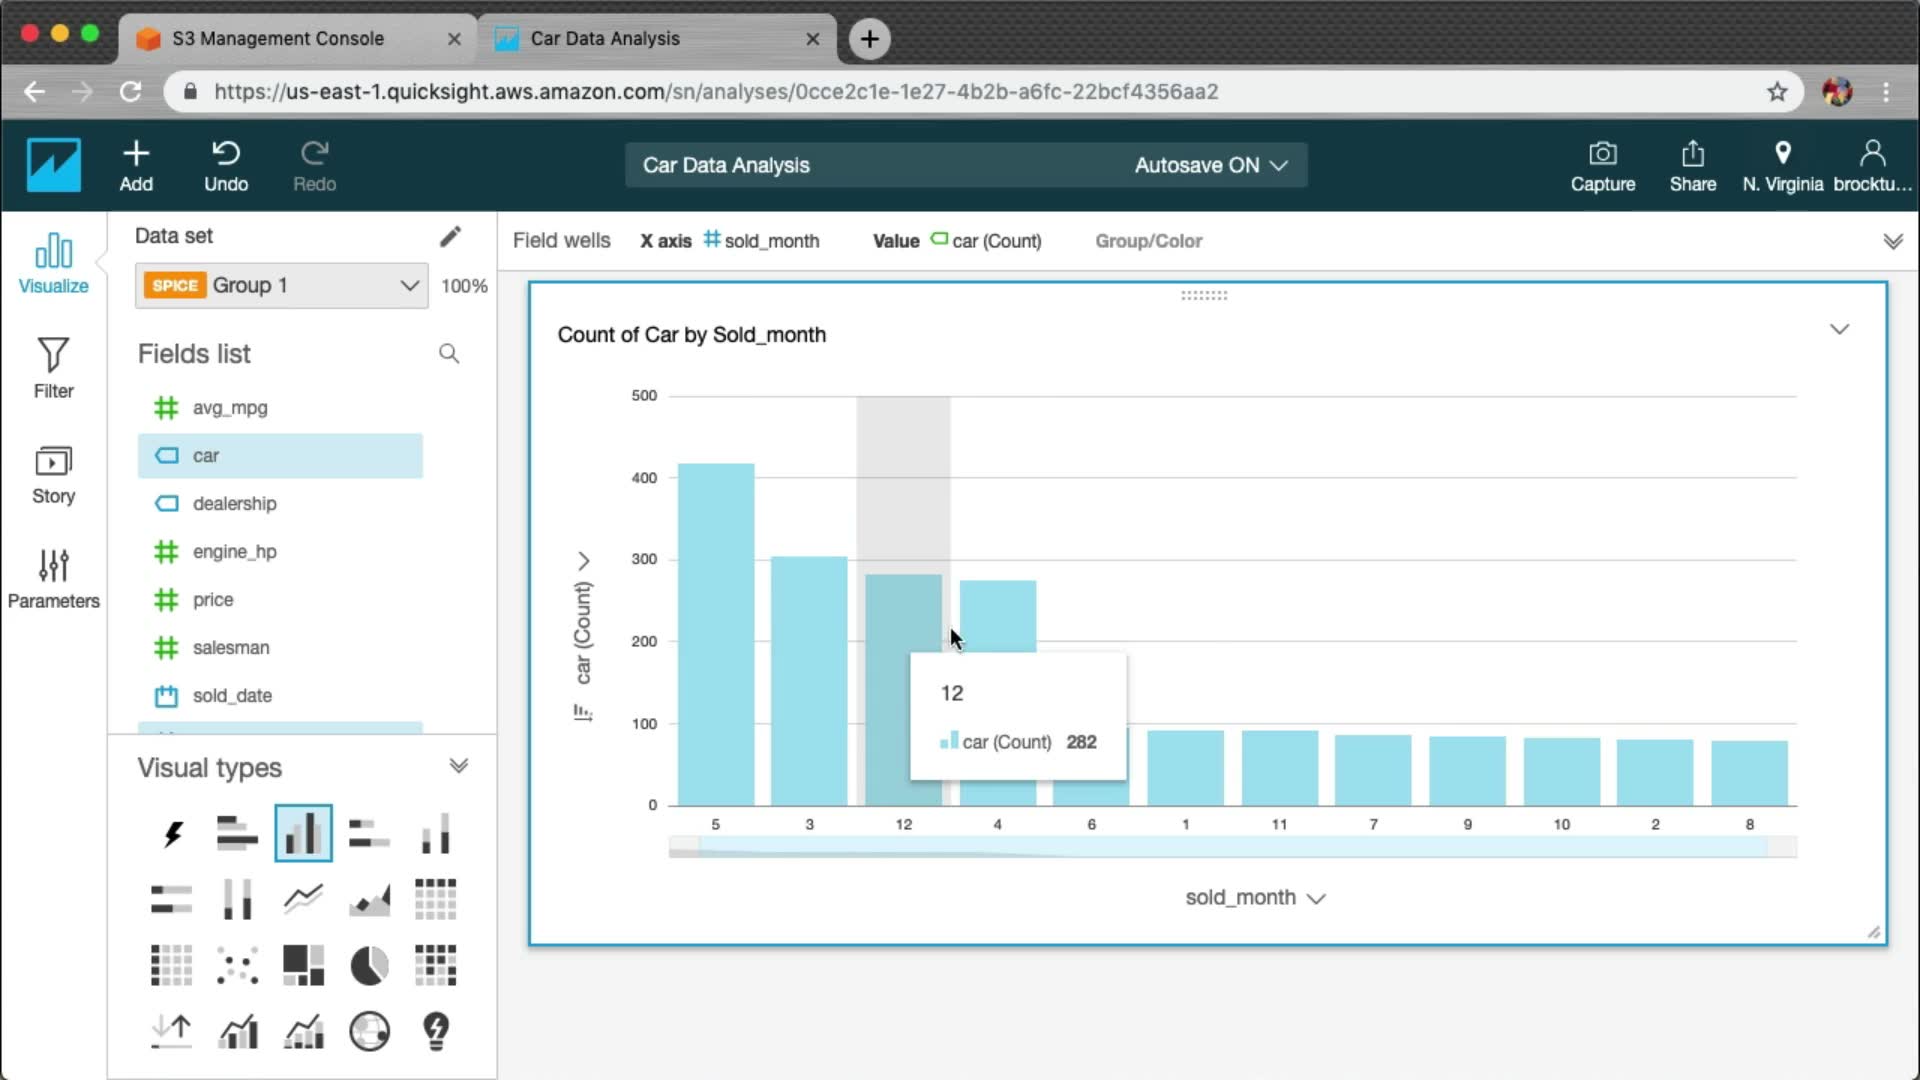 S3 Management Console
Car Data Analysis
https://us-east-1.quicksight.aws.amazon.com/sn/analyses/0cce2c1e-1e27-4b2b-a6fc-22bcf4356aa2
Add
Undo
Redo
Car Data Analysis
Autosave ON
Capture
Share
N. Virginia
brocktu...
Visualize
Filter
Story
Parameters
Data set
SPICE Group 1
100%
Fields list
avg_mpg
car
dealership
engine_hp
price
salesman
sold_date
Visual types
Field wells X axis sold_month Value car (Count) Group/Color
Count of Car by Sold_month
500
400
300
200
100
0
car (Count)
12
car (Count) 282
5 3 12 4 6 1 11 7 9 10 2 8
sold_month